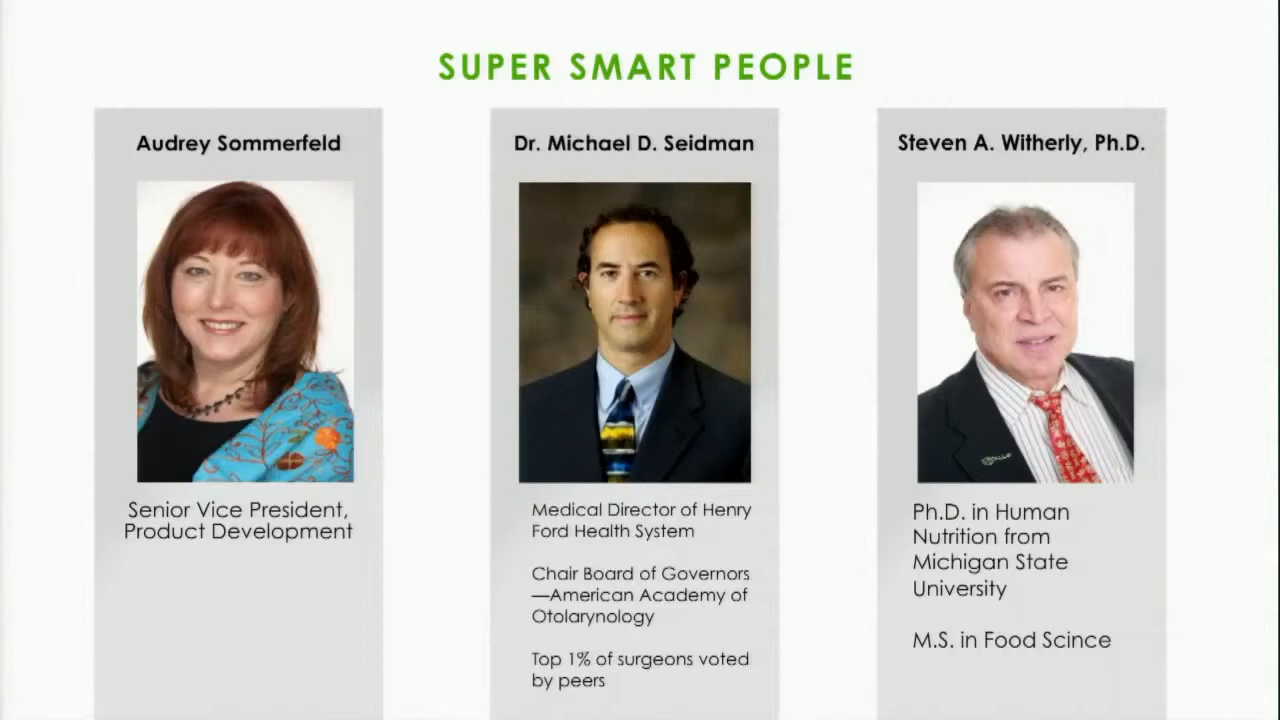 SUPER SMART PEOPLE
Audrey Sommerfeld
Senior Vice President,
Product Development
Dr. Michael D. Seidman
Medical Director of Henry
Ford Health System
Chair Board of Governors
—American Academy of
Otolarynology
Top 1% of surgeons voted
by peers
Steven A. Witherly, Ph.D.
Ph.D. in Human
Nutrition from
Michigan State
University
M.S. in Food Scince